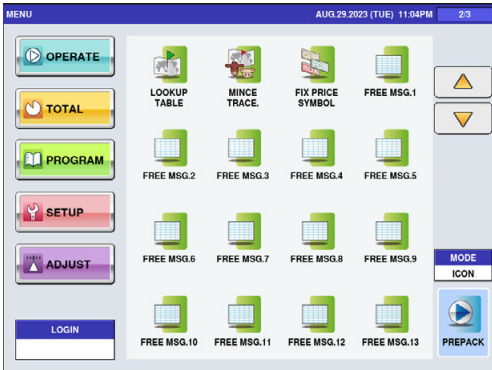 MENU
AUG.29.2023 (TUE) 11:04PM
2/3
OPERATE
TOTAL
PROGRAM
SETUP
ADJUST
LOGIN
LOOKUP
TABLE
MINCE
TRACE.
FIX PRICE
SYMBOL
FREE MSG.1
FREE MSG.2
FREE MSG.3
FREE MSG.4
FREE MSG.5
FREE MSG.6
FREE MSG.7
FREE MSG.8
FREE MSG.9
FREE MSG.10
FREE MSG.11
FREE MSG.12
FREE MSG.13
MODE
ICON
PREPACK